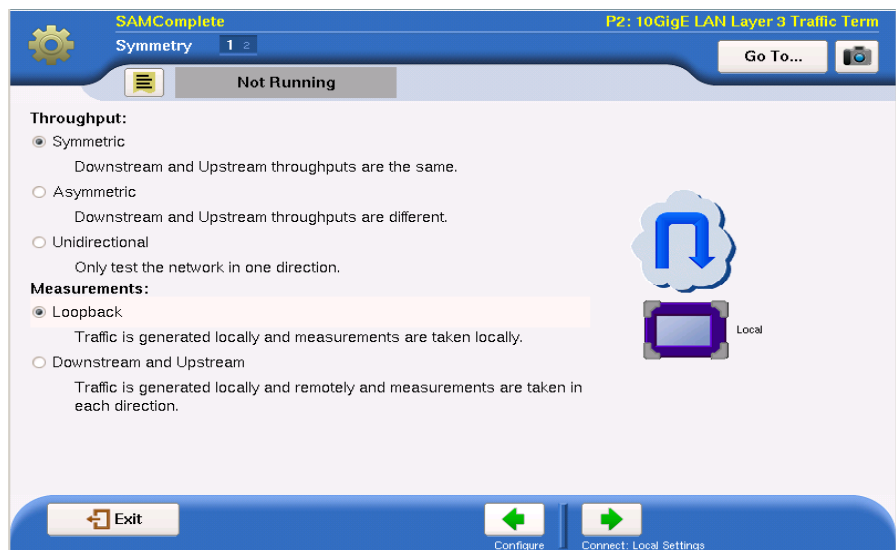 SAMComplete
P2: 10GigE LAN Layer 3 Traffic Term
Symmetry 1 2
Go To...
Not Running
Throughput:
Symmetric
Downstream and Upstream throughputs are the same.
Asymmetric
Downstream and Upstream throughputs are different.
Unidirectional
Only test the network in one direction.
Measurements:
Loopback
Traffic is generated locally and measurements are taken locally.
Local
Downstream and Upstream
Traffic is generated locally and remotely and measurements are taken in
each direction.
Exit
Configure
Connect: Local Settings